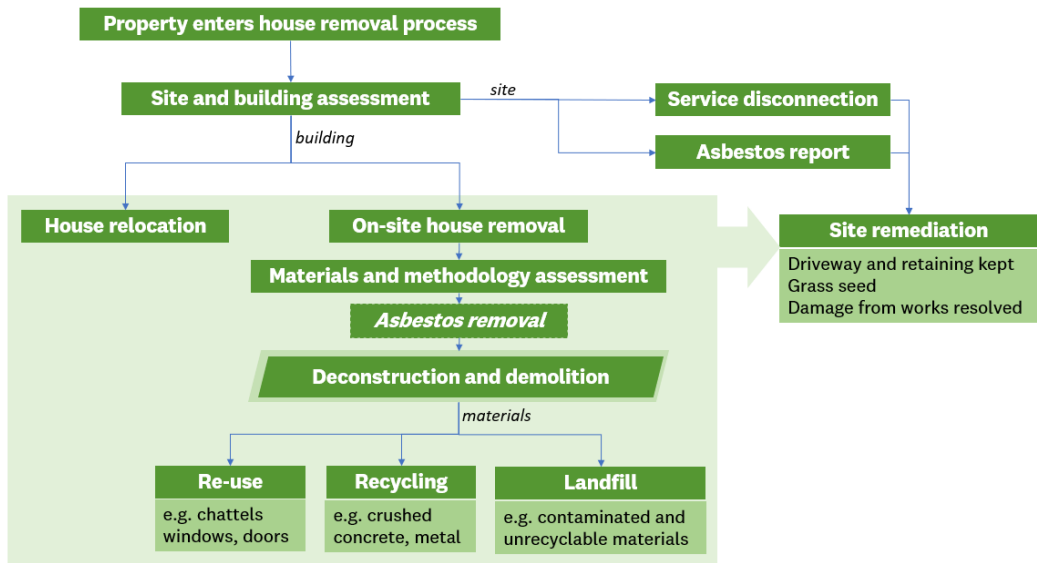 Property enters house removal process
Site and building assessment
site
Service disconnection
building
Asbestos report
House relocation
On-site house removal
Site remediation
Driveway and retaining kept
Grass seed
Damage from works resolved
Materials and methodology assessment
Asbestos removal
Deconstruction and demolition
materials
Re-use
e.g. chattels
windows, doors
Recycling
e.g. crushed
concrete, metal
Landfill
e.g. contaminated and
unrecyclable materials